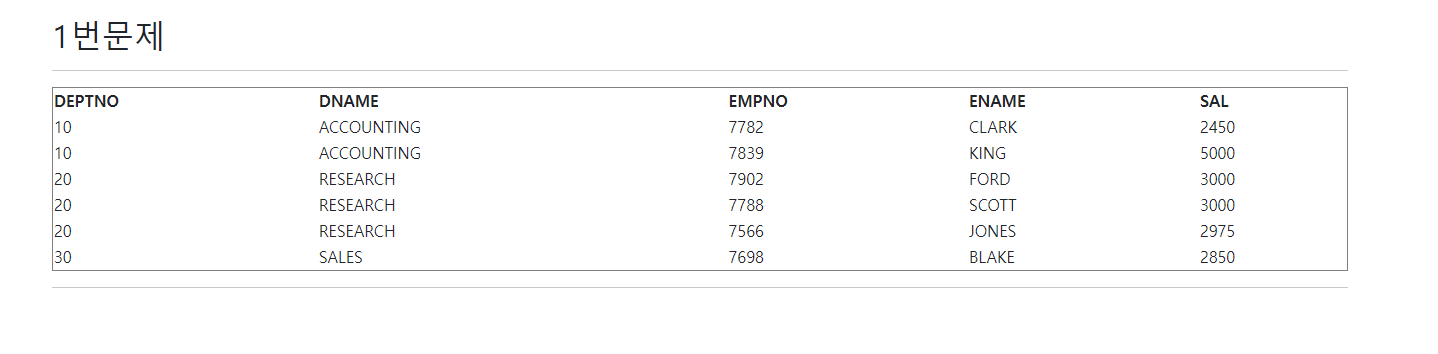 1번문제
DEPTNO DNAME EMPNO ENAME SAL
10 ACCOUNTING 7782 CLARK 2450
10 ACCOUNTING 7839 KING 5000
20 RESEARCH 7902 FORD 3000
20 RESEARCH 7788 SCOTT 3000
20 RESEARCH 7566 JONES 2975
30 SALES 7698 BLAKE 2850